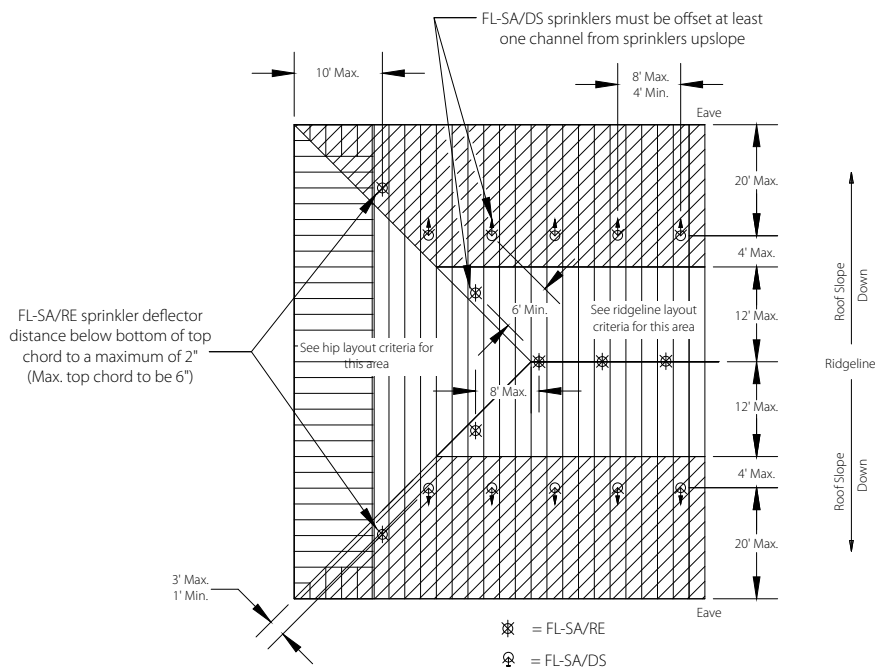 FL-SA/DS sprinklers must be offset at least
one channel from sprinklers upslope
10' Max.
8' Max.
4' Min.
Eave
20' Max.
4' Max.
12' Max.
Roof Slope
Down
6' Min.
See ridgeline layout
criteria for this area
FL-SA/RE sprinkler deflector
distance below bottom of top
chord to a maximum of 2"
(Max. top chord to be 6")
See hip layout criteria for
this area
Ridgeline
8' Max.
12' Max.
4' Max.
Roof Slope
Down
20' Max.
3' Max.
1' Min.
Eave
= FL-SA/RE
= FL-SA/DS